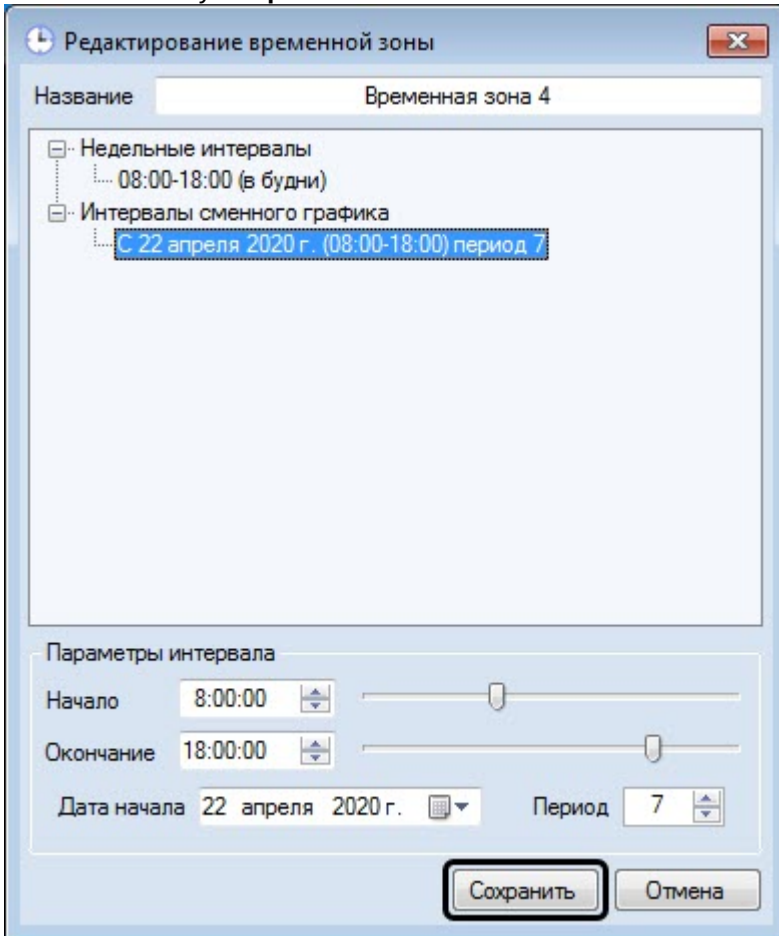 Редактирование временной зоны
Название Временная зона 4
Недельные интервалы
08:00-18:00 (в будни)
Интервалы сменного графика
С 22 апреля 2020 г. (08:00-18:00) период 7
Параметры интервала
Начало 8:00:00
Окончание 18:00:00
Дата начала 22 апреля 2020 г. Период 7
Сохранить Отмена